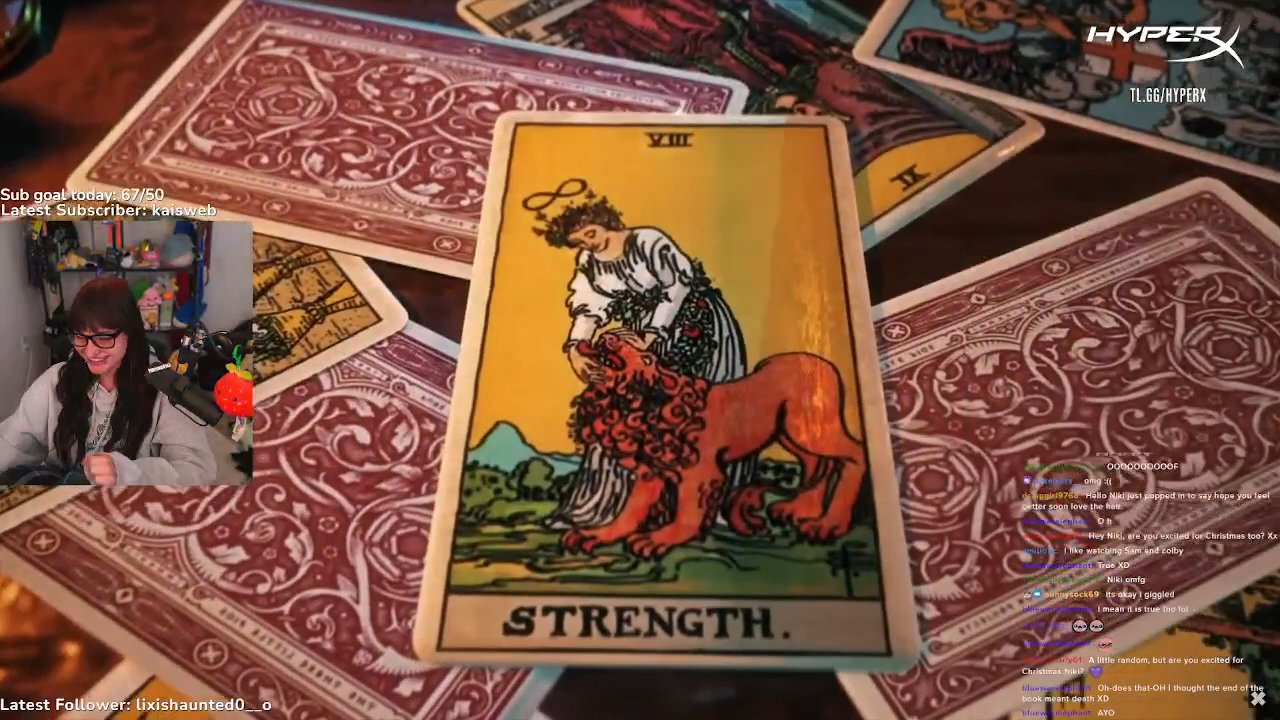 HYPERX
TL.GG/HYPERX
VIII
II
Sub goal today: 67/50
Latest Subscriber: kaisweb
STRENGTH.
OOOOOOOOOOF
omg :((
Hello Niki just popped in to say hope you feel
better soon love the hair.
Hey Niki, are you excited for Christmas too? Xx
I like watching Sam and colby
True XD
Niki omfg
sunnysock69 its okay i giggled
I mean it is true tho lol
A little random, but are you excited for
Christmas Niki?
Oh-does that-OH I thought the end of
the book meant death XD
AYO
Latest Follower: lixishaunted0__o